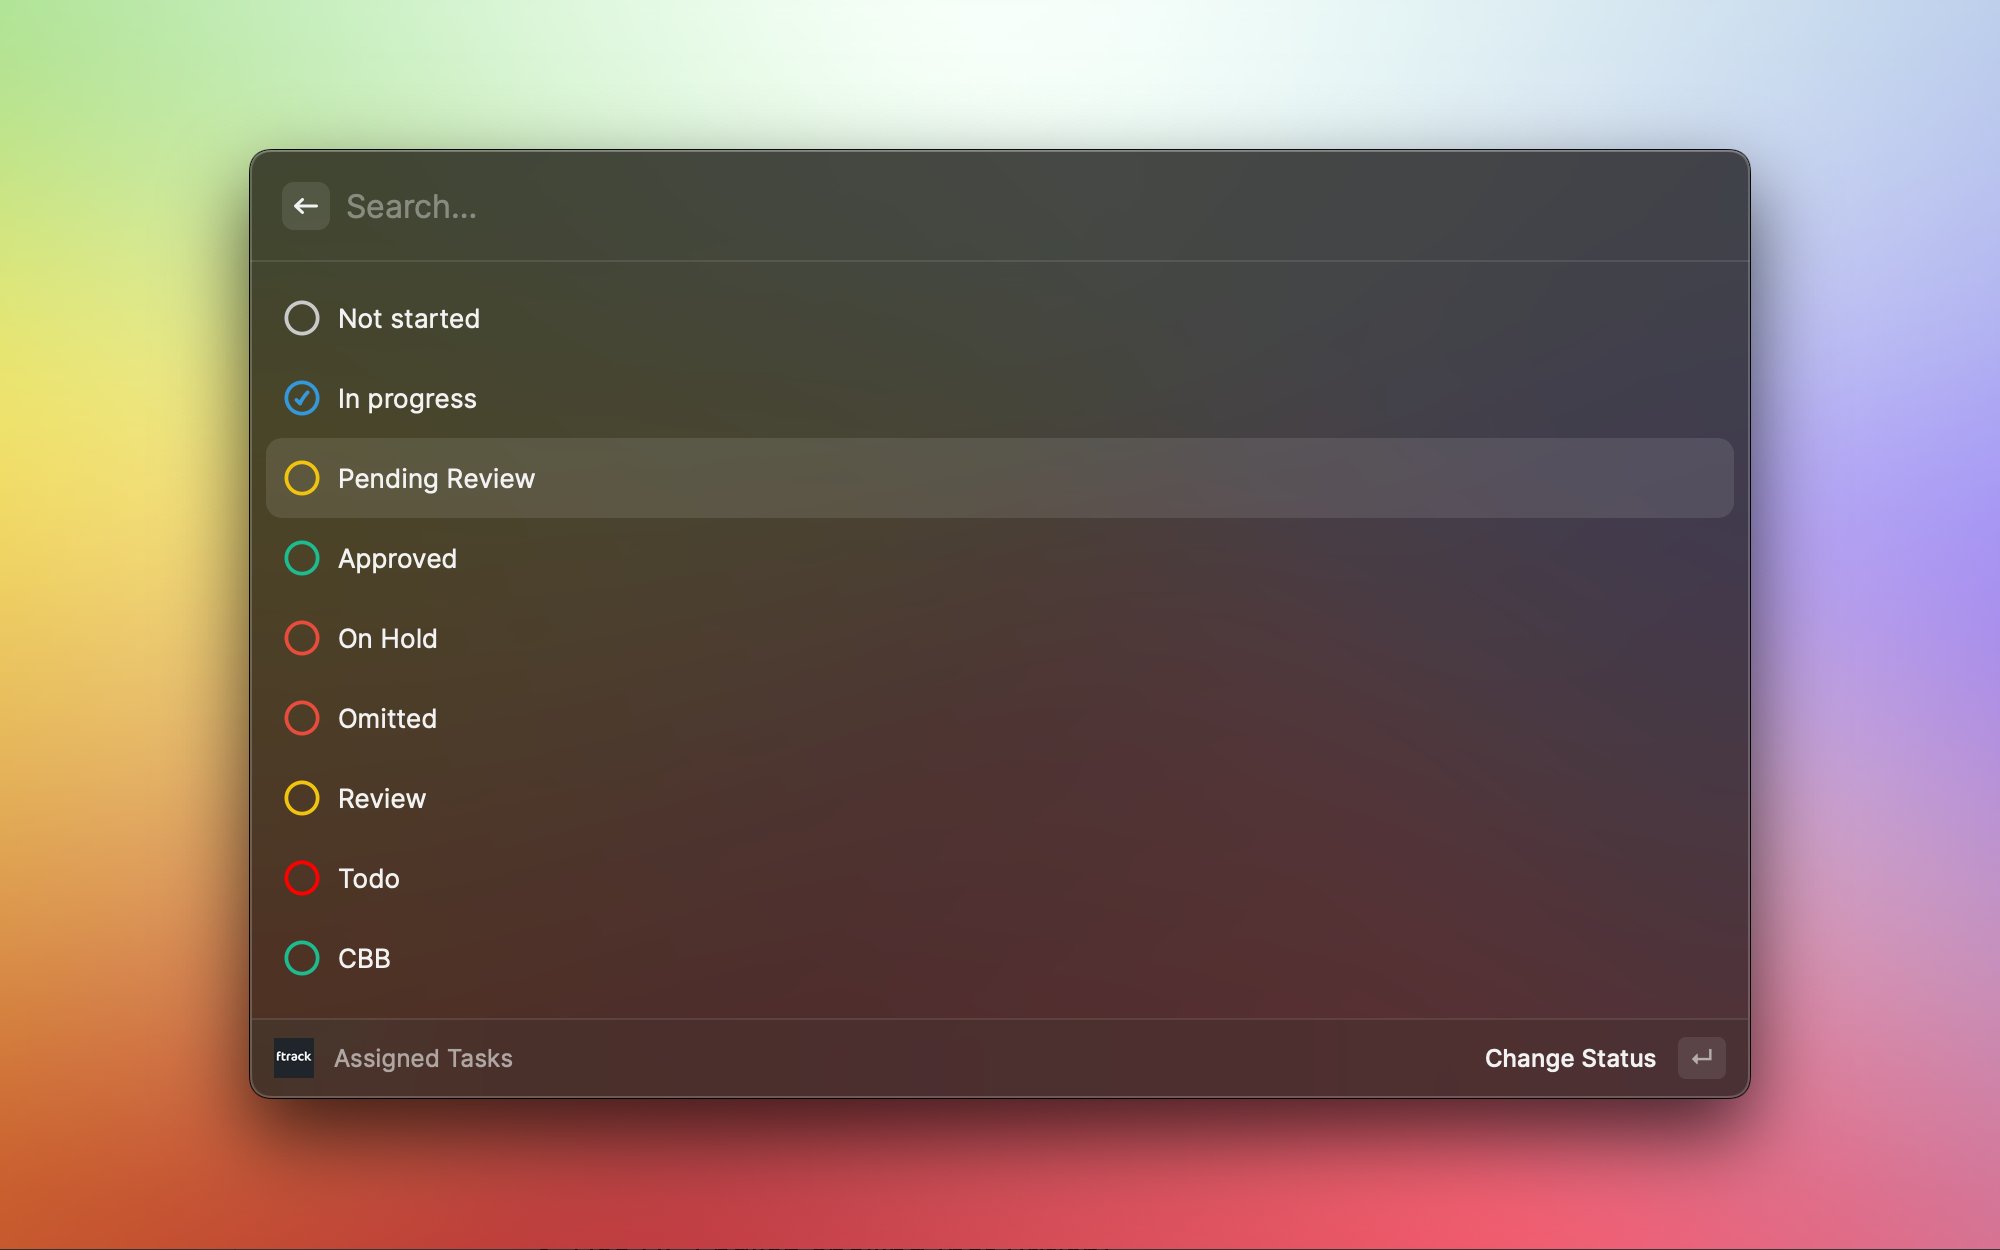 Search...
Not started
In progress
Pending Review
Approved
On Hold
Omitted
Review
Todo
CBB
ftrack Assigned Tasks Change Status